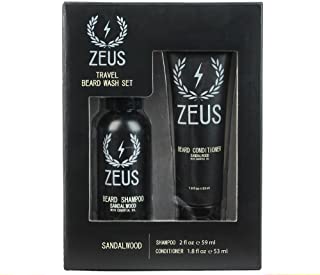 ZEUS
TRAVEL
BEARD WASH SET
ZEUS
BEARD SHAMPOO
SANDALWOOD
ZEUS
BEARD CONDITIONER
SANDALWOOD
SANDALWOOD
SHAMPOO 2 fl oz ℮ 59 ml
CONDITIONER 1.8 fl oz ℮ 53 ml